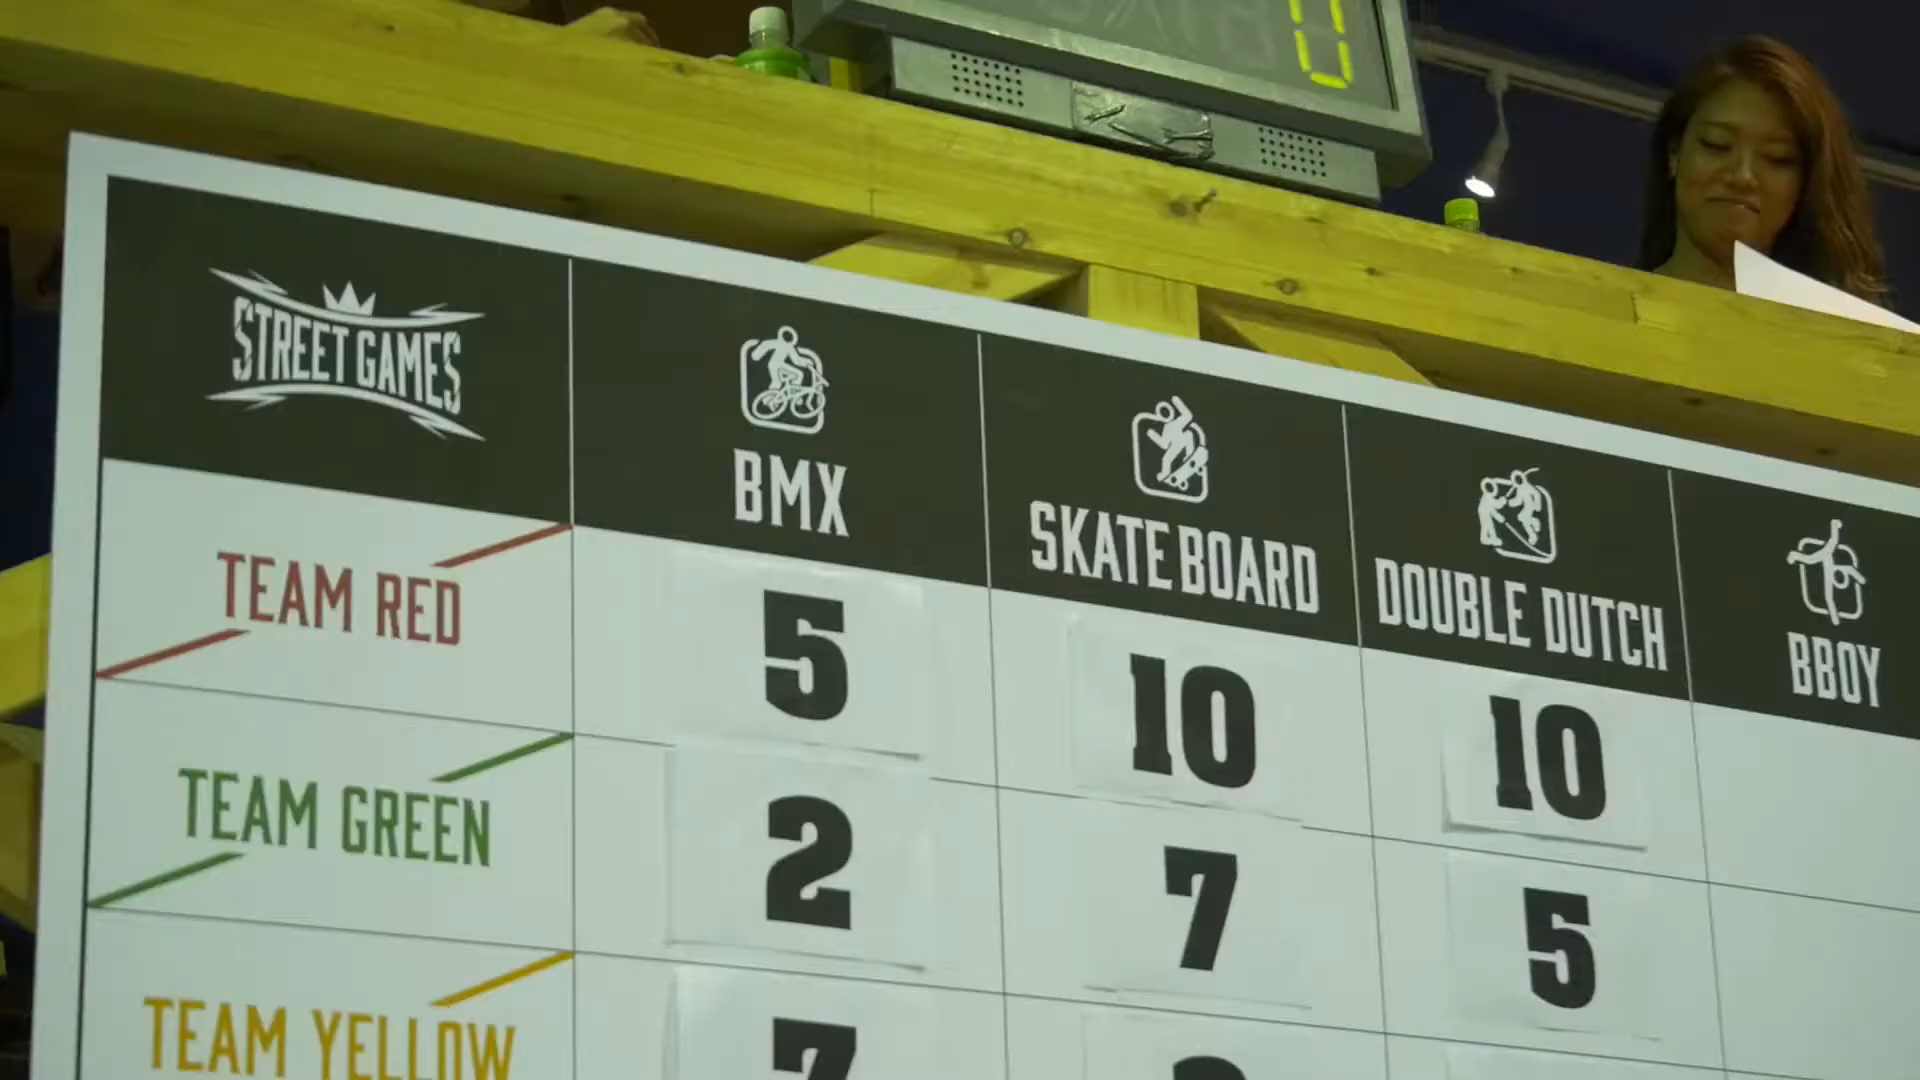 STREET GAMES
BMX
SKATE BOARD
DOUBLE DUTCH
BBOY
TEAM RED
5
10
10
TEAM GREEN
2
7
5
TEAM YELLOW
7